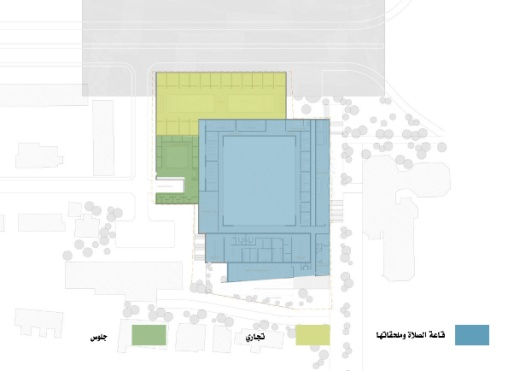 قاعة الصلاة وملحقاتها
تجاري
جلوس